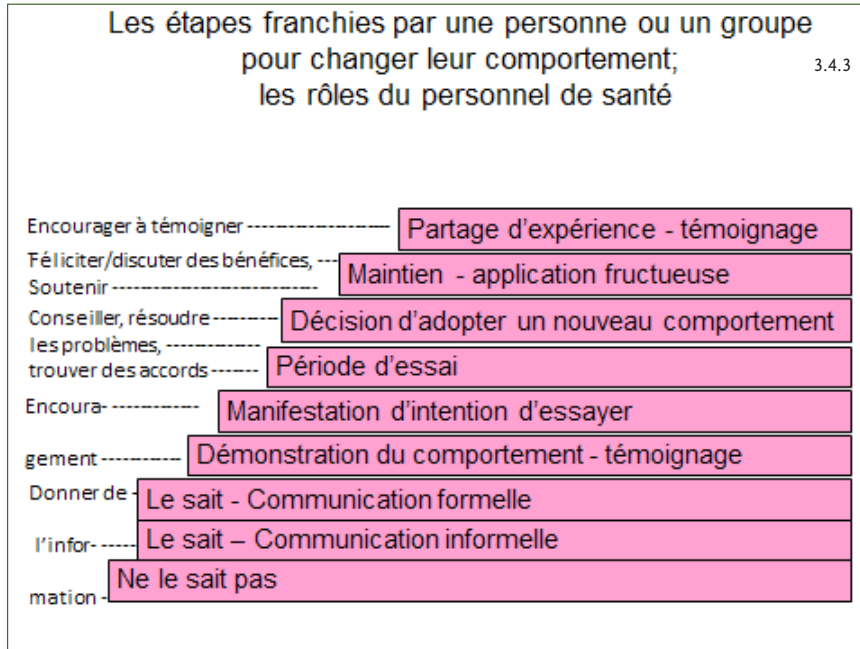 Les étapes franchies par une personne ou un groupe
pour changer leur comportement;
3.4.3
les rôles du personnel de santé
Encourager à témoigner ------------------------
Partage d'expérience - témoignage
Féliciter/discuter des bénéfices, ---
Soutenir ----------------------------------
Maintien - application fructueuse
Conseiller, résoudre -----------
Décision d'adopter un nouveau comportement
les problèmes, ---------------
trouver des accords -------
Période d'essai
Encoura- ---------------
Manifestation d'intention d'essayer
gement ------------
Démonstration du comportement - témoignage
Donner de -
Le sait - Communication formelle
l'infor- ------
Le sait – Communication informelle
Ne le sait pas
mation -